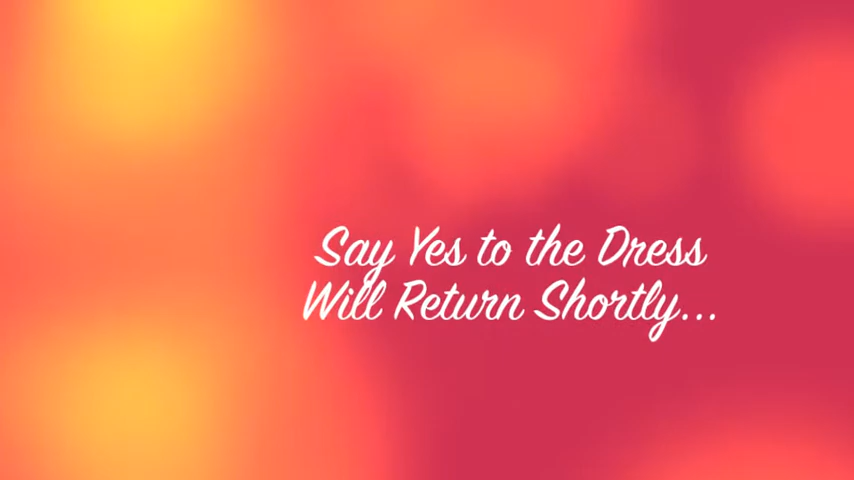 Say Yes to the Dress
Will Return Shortly...